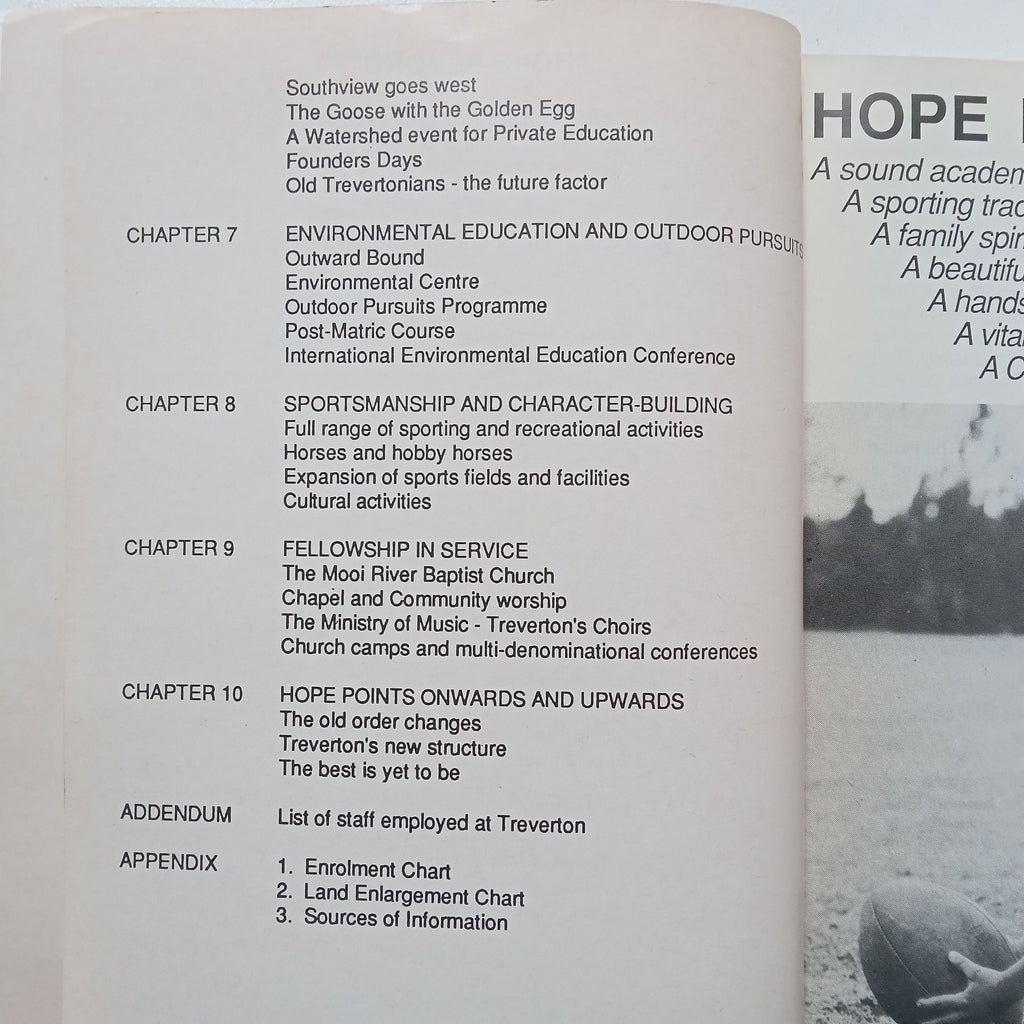 Southview goes west
The Goose with the Golden Egg
A Watershed event for Private Education
Founders Days
Old Trevertonians - the future factor
CHAPTER 7 ENVIRONMENTAL EDUCATION AND OUTDOOR PURSUITS
Outward Bound
Environmental Centre
Outdoor Pursuits Programme
Post-Matric Course
International Environmental Education Conference
CHAPTER 8 SPORTSMANSHIP AND CHARACTER-BUILDING
Full range of sporting and recreational activities
Horses and hobby horses
Expansion of sports fields and facilities
Cultural activities
CHAPTER 9 FELLOWSHIP IN SERVICE
The Mooi River Baptist Church
Chapel and Community worship
The Ministry of Music - Treverton's Choirs
Church camps and multi-denominational conferences
CHAPTER 10 HOPE POINTS ONWARDS AND UPWARDS
The old order changes
Treverton's new structure
The best is yet to be
ADDENDUM List of staff employed at Treverton
APPENDIX 1. Enrolment Chart
2. Land Enlargement Chart
3. Sources of Information
HOPE
A sound
A sporting
A family
A
A
A
A